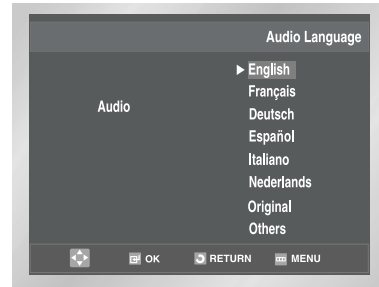 Audio Language
English
Français
Audio
Deutsch
Español
Italiano
Nederlands
Original
Others
OK RETURN MENU